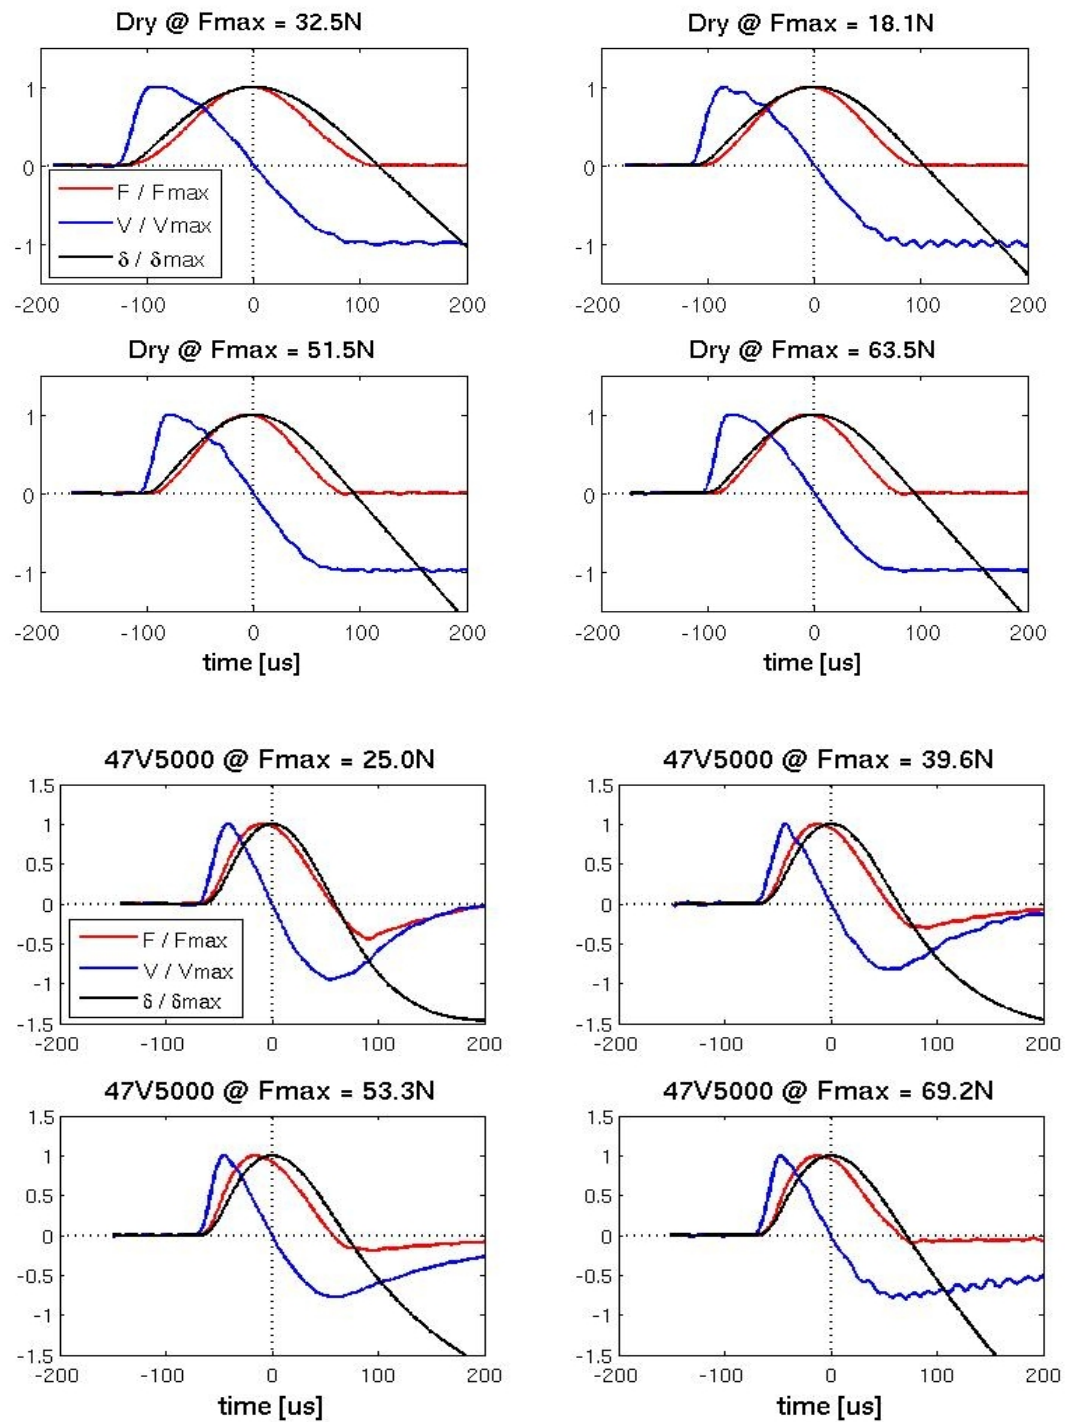 Dry @ Fmax = 32.5N
Dry @ Fmax = 18.1N
1
0
-1
F / Fmax
V / Vmax
δ / δmax
-200 -100 0 100 200
1
0
-1
-200 -100 0 100 200
Dry @ Fmax = 51.5N
Dry @ Fmax = 63.5N
1
0
-1
-200 -100 0 100 200
time [us]
1
0
-1
-200 -100 0 100 200
time [us]
47V5000 @ Fmax = 25.0N
47V5000 @ Fmax = 39.6N
1.5
1
0.5
0
-0.5
-1
-1.5
F / Fmax
V / Vmax
δ / δmax
-200 -100 0 100 200
1.5
1
0.5
0
-0.5
-1
-1.5
-200 -100 0 100 200
47V5000 @ Fmax = 53.3N
47V5000 @ Fmax = 69.2N
1.5
1
0.5
0
-0.5
-1
-1.5
-200 -100 0 100 200
time [us]
1.5
1
0.5
0
-0.5
-1
-1.5
-200 -100 0 100 200
time [us]